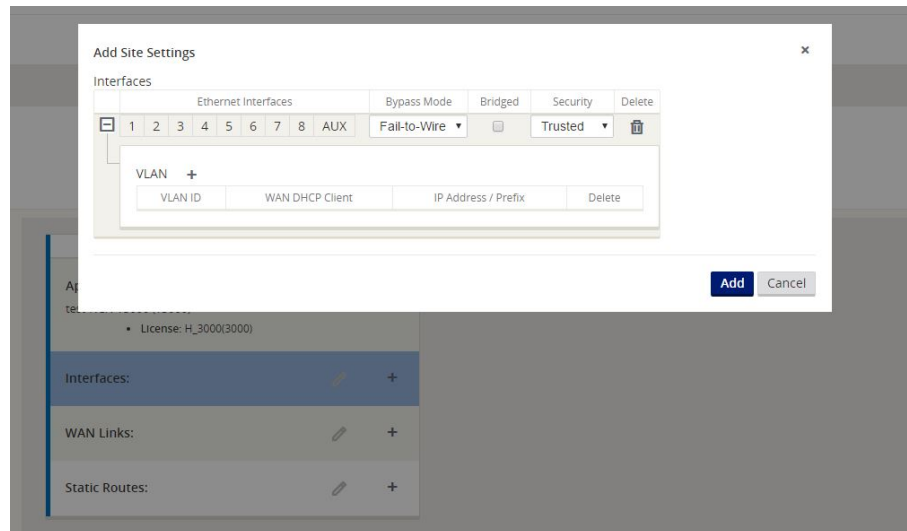 Add Site Settings ×
Interfaces
Ethernet Interfaces Bypass Mode Bridged Security Delete
1 2 3 4 5 6 7 8 AUX Fail-to-Wire Trusted
VLAN +
VLAN ID WAN DHCP Client IP Address / Prefix Delete
Add Cancel
• License: H_3000(3000)
Interfaces: +
WAN Links: +
Static Routes: +